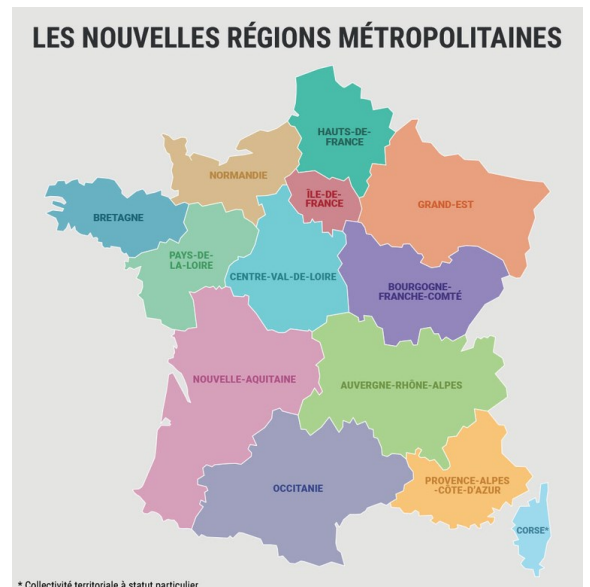 LES NOUVELLES RÉGIONS MÉTROPOLITAINES
HAUTS-DE-
FRANCE
NORMANDIE
ÎLE-DE-
FRANCE
GRAND-EST
BRETAGNE
PAYS-DE-
LA-LOIRE
CENTRE-VAL-DE-LOIRE
BOURGOGNE-
FRANCHE-COMTÉ
NOUVELLE-AQUITAINE
AUVERGNE-RHÔNE-ALPES
OCCITANIE
PROVENCE-ALPES
-CÔTE-D'AZUR
CORSE*
* Collectivité territoriale à statut particulier